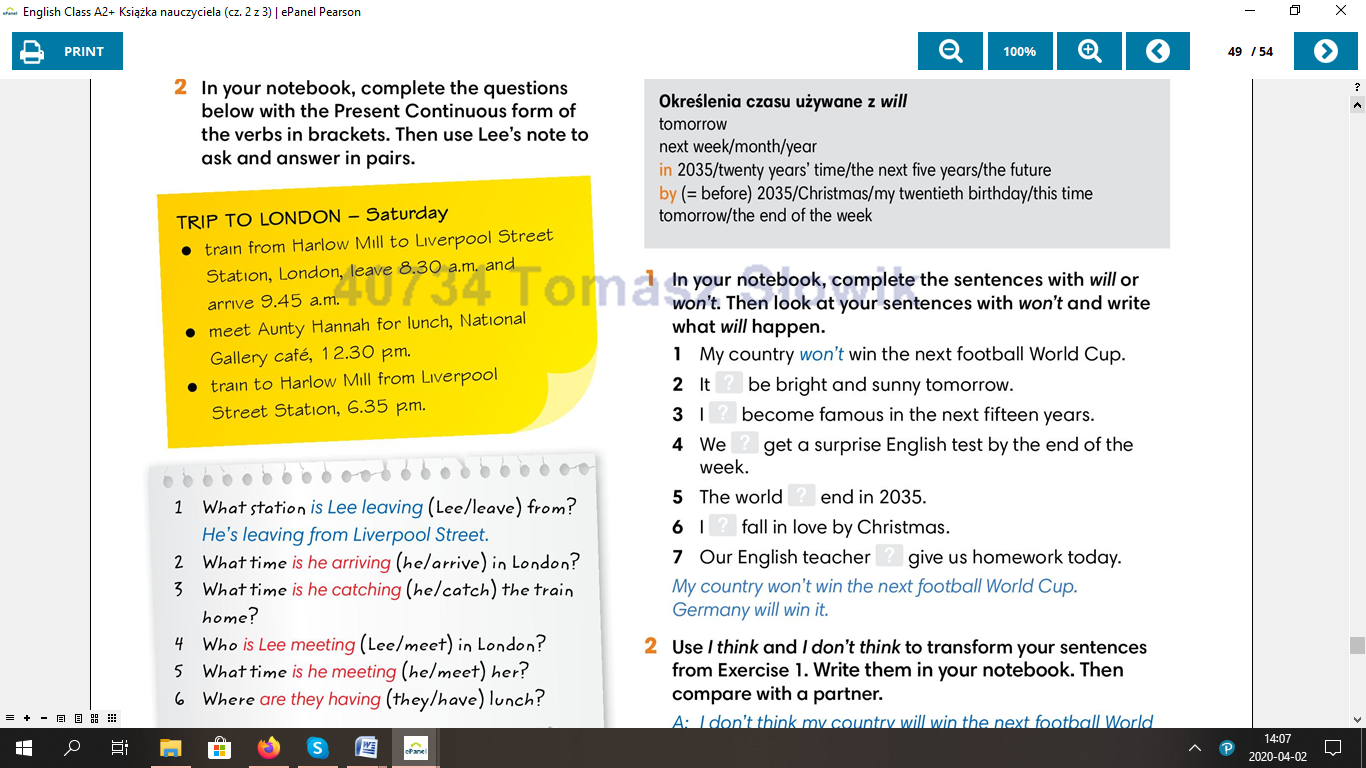 English Class A2+ Książka nauczyciela (cz. 2 z 3) | ePanel Pearson
PRINT
100%
49 / 54
2 In your notebook, complete the questions
below with the Present Continuous form of
the verbs in brackets. Then use Lee's note to
ask and answer in pairs.
TRIP TO LONDON – Saturday
● train from Harlow Mill to Liverpool Street
Station, London, leave 8.30 a.m. and
arrive 9.45 a.m.
● meet Aunty Hannah for lunch, National
Gallery café, 12.30 p.m.
● train to Harlow Mill from Liverpool
Street Station, 6.35 p.m.
1 What station is Lee leaving (Lee/leave) from?
He's leaving from Liverpool Street.
2 What time is he arriving (he/arrive) in London?
3 What time is he catching (he/catch) the train
home?
4 Who is Lee meeting (Lee/meet) in London?
5 What time is he meeting (he/meet) her?
6 Where are they having (they/have) lunch?
Określenia czasu używane z will
tomorrow
next week/month/year
in 2035/twenty years' time/the next five years/the future
by (= before) 2035/Christmas/my twentieth birthday/this time
tomorrow/the end of the week
40734 Tomasz Słowik
1 In your notebook, complete the sentences with will or
won't. Then look at your sentences with won't and write
what will happen.
1 My country won't win the next football World Cup.
2 It ? be bright and sunny tomorrow.
3 I ? become famous in the next fifteen years.
4 We ? get a surprise English test by the end of the
week.
5 The world ? end in 2035.
6 I ? fall in love by Christmas.
7 Our English teacher ? give us homework today.
My country won't win the next football World Cup.
Germany will win it.
2 Use I think and I don't think to transform your sentences
from Exercise 1. Write them in your notebook. Then
compare with a partner.
A: I don't think my country will win the next football World
14:07
2020-04-02